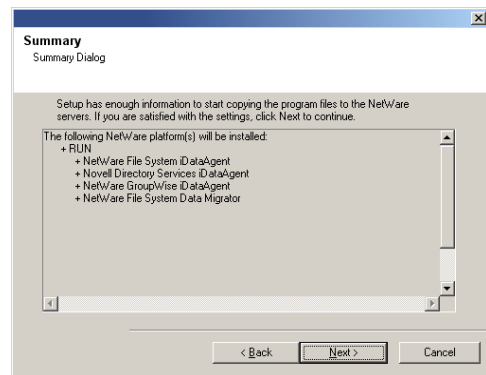 Summary
Summary Dialog
Setup has enough information to start copying the program files to the NetWare
servers. If you are satisfied with the settings, click Next to continue.
The following NetWare platform(s) will be installed:
+ RUN
+ NetWare File System iDataAgent
+ Novell Directory Services iDataAgent
+ NetWare GroupWise iDataAgent
+ NetWare File System Data Migrator
< Back Next > Cancel